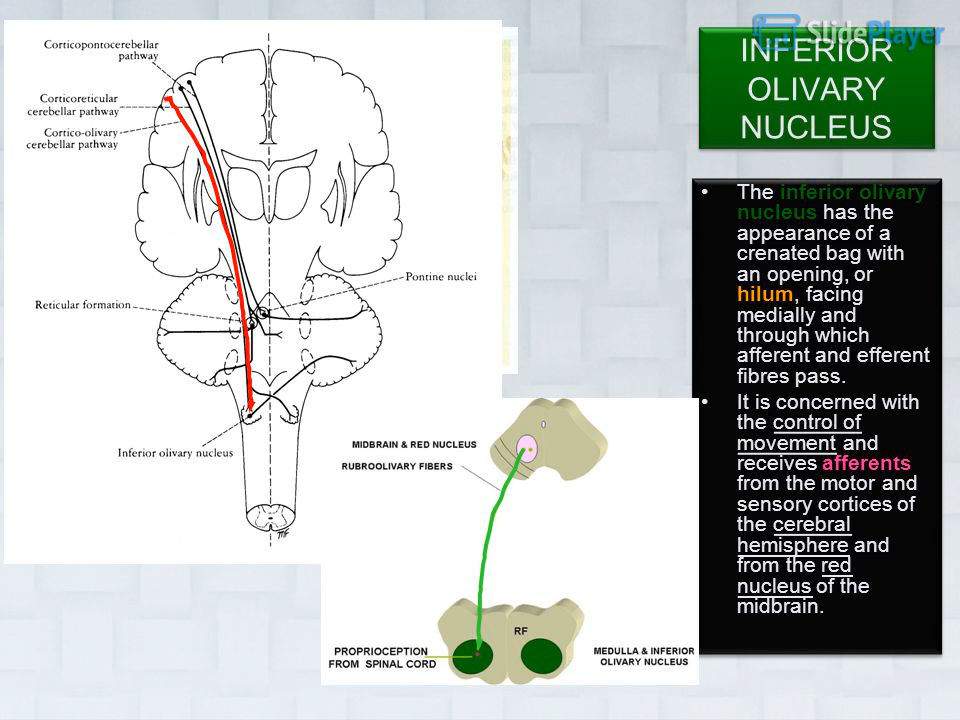 SlidePlayer
INFERIOR
OLIVARY
NUCLEUS
Corticopontocerebellar
pathway
Corticoreticular
cerebellar pathway
Cortico-olivary
cerebellar pathway
Pontine nuclei
Reticular formation
Inferior olivary nucleus
MIDBRAIN & RED NUCLEUS
RUBROOLIVARY FIBERS
RF
PROPRIOCEPTION
FROM SPINAL CORD
MEDULLA & INFERIOR
OLIVARY NUCLEUS
• The inferior olivary
nucleus has the
appearance of a
crenated bag with
an opening, or
hilum, facing
medially and
through which
afferent and efferent
fibres pass.
• It is concerned with
the control of
movement and
receives afferents
from the motor and
sensory cortices of
the cerebral
hemisphere and
from the red
nucleus of the
midbrain.